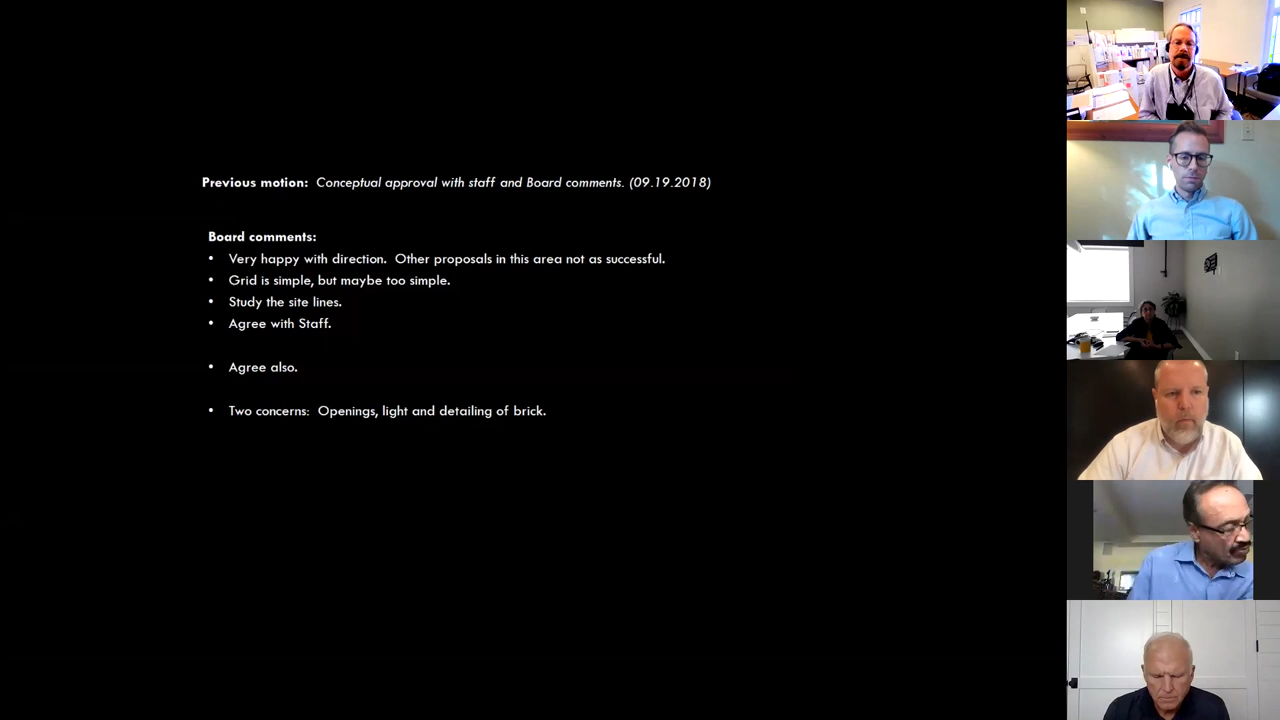 Previous motion: Conceptual approval with staff and Board comments. (09.19.2018)
Board comments:
• Very happy with direction. Other proposals in this area not as successful.
• Grid is simple, but maybe too simple.
• Study the site lines.
• Agree with Staff.
• Agree also.
• Two concerns: Openings, light and detailing of brick.